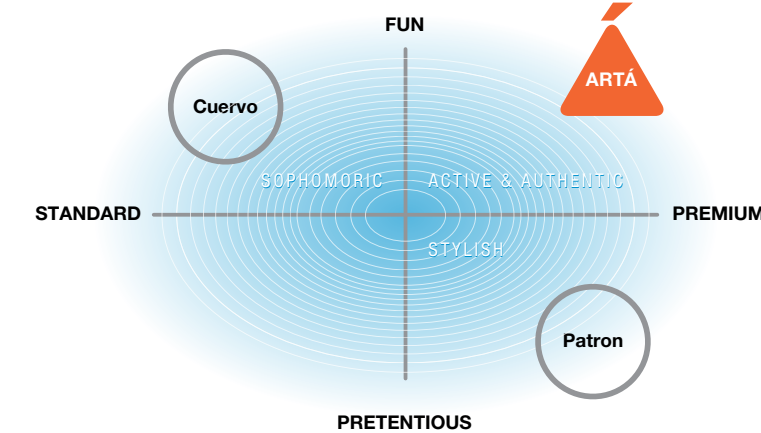 FUN
ARTÁ
Cuervo
SOPHOMORIC
ACTIVE & AUTHENTIC
STANDARD
PREMIUM
STYLISH
Patron
PRETENTIOUS